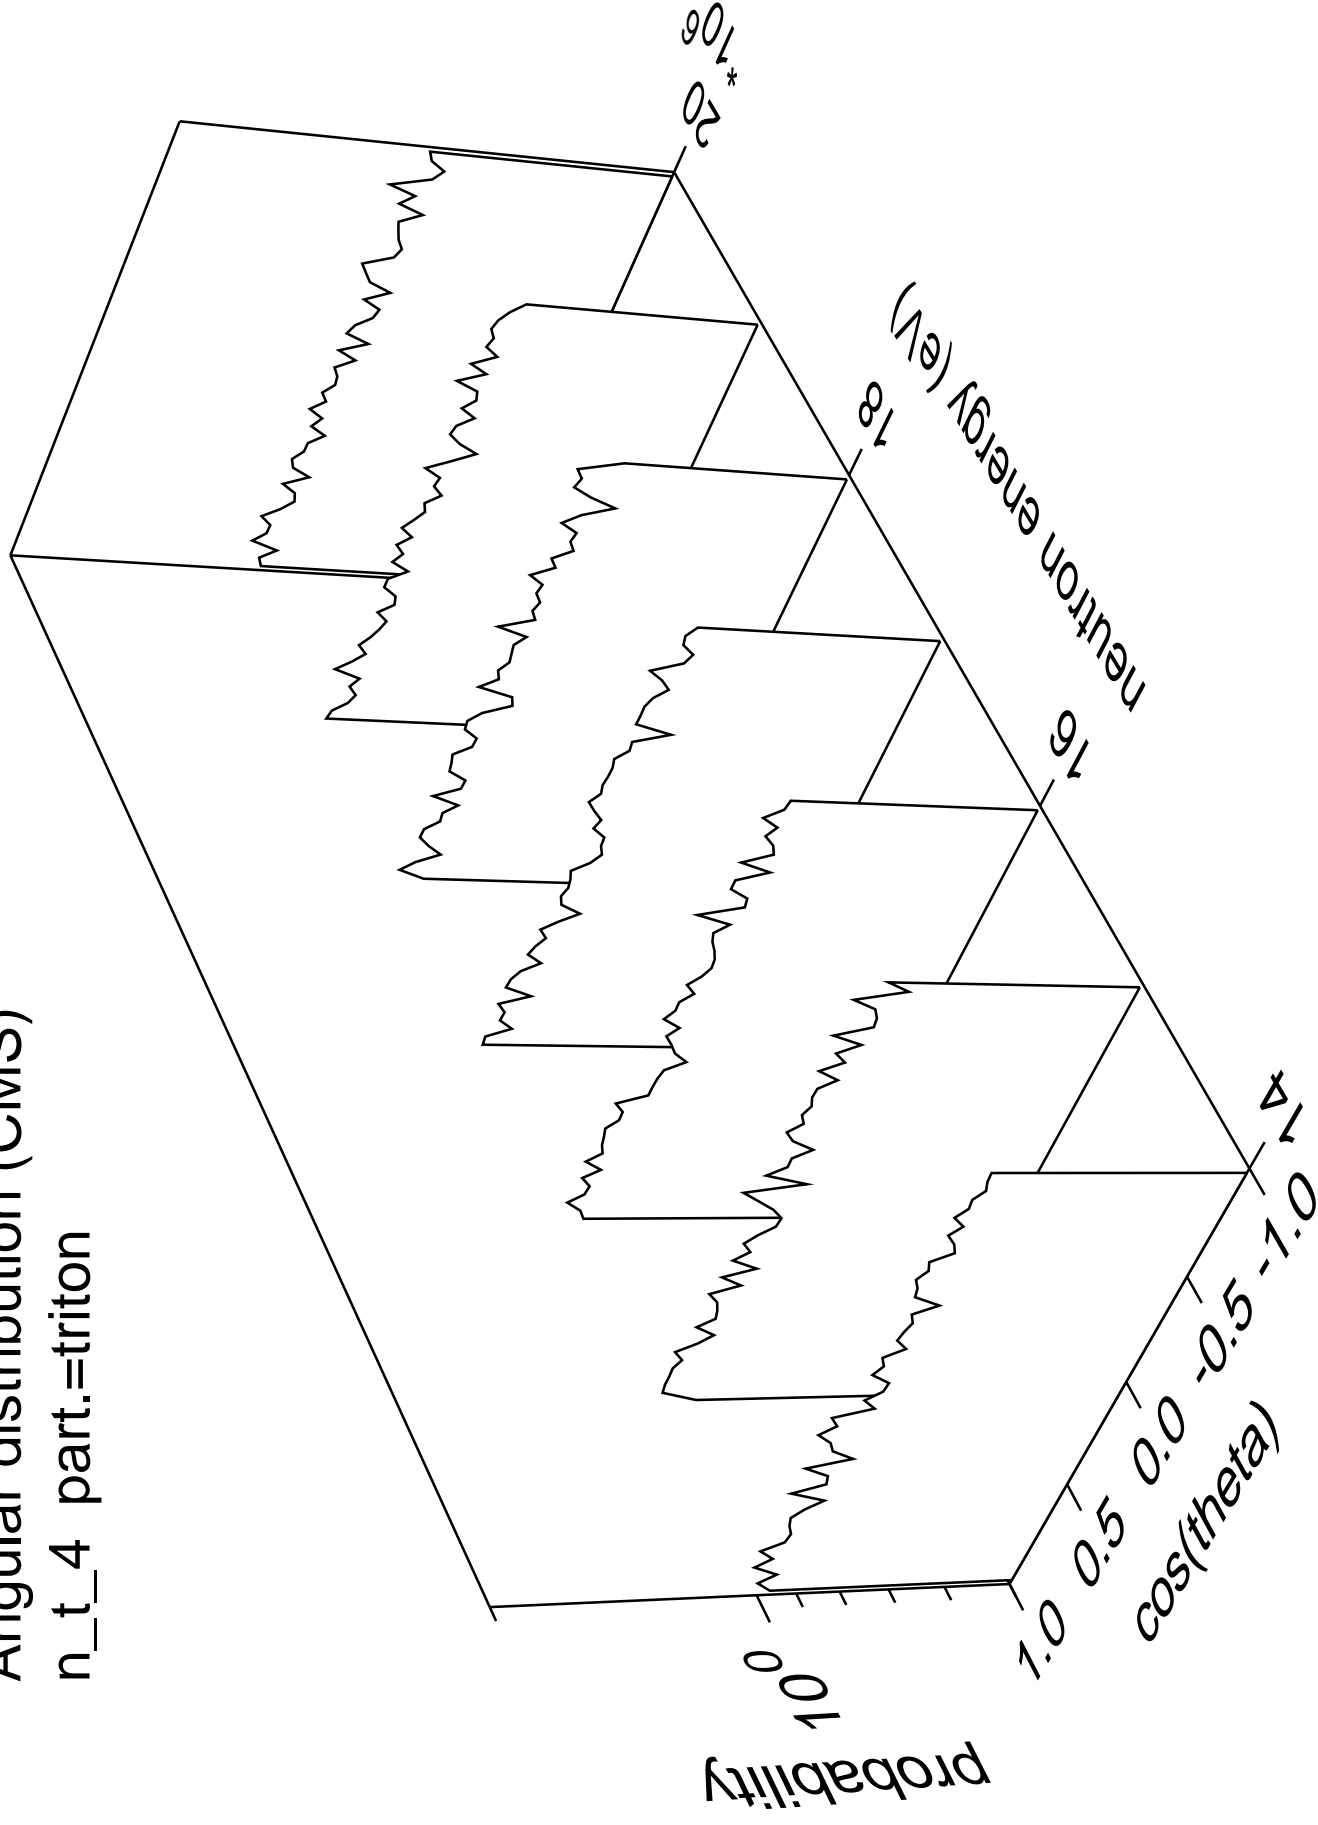 Angular distribution (CMS)
n_t_4 part.=triton
probability
10^0
1.0 0.5 0.0 -0.5 -1.0
cos(theta)
14 16 18 20
*10^6
neutron energy (eV)